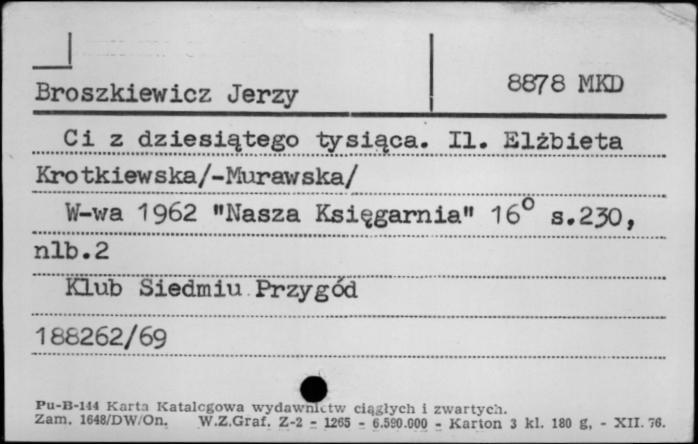 Broszkiewicz Jerzy
8878 MKD
Ci z dziesiątego tysiąca. Il. Elżbieta
Krotkiewska/-Murawska/
W-wa 1962 "Nasza Księgarnia" 16° s.230,
nlb.2
Klub Siedmiu Przygód
188262/69
Pu-B-144 Karta Katalogowa wydawnictw ciągłych i zwartych.
Zam. 1648/DW/On. W.Z.Graf. Z-2 - 1265 - 6.590.000 - Karton 3 kl. 180 g. - XII. 76.